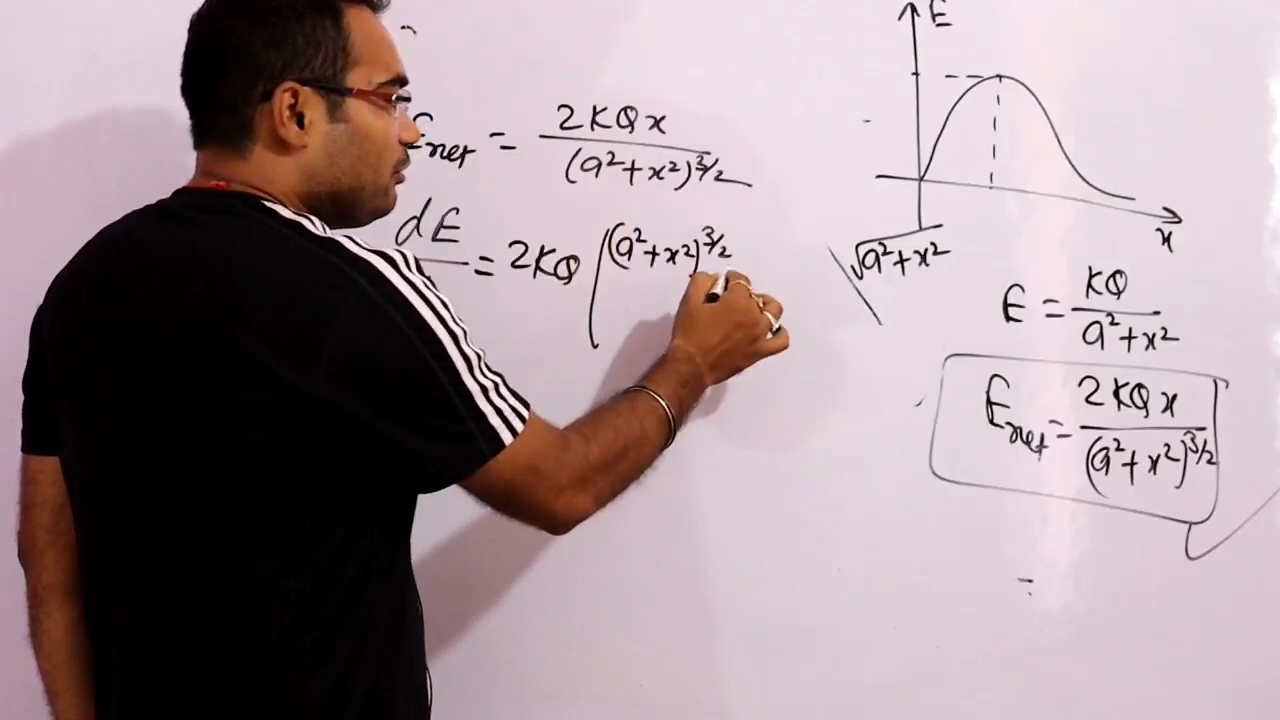 Enet = 2KQx / (a²+x²)^3/2
dE = 2KQ ( (a²+x²)^3/2
E
x
√a²+x²
E = KQ / a²+x²
Enet = 2KQx / (a²+x²)^3/2